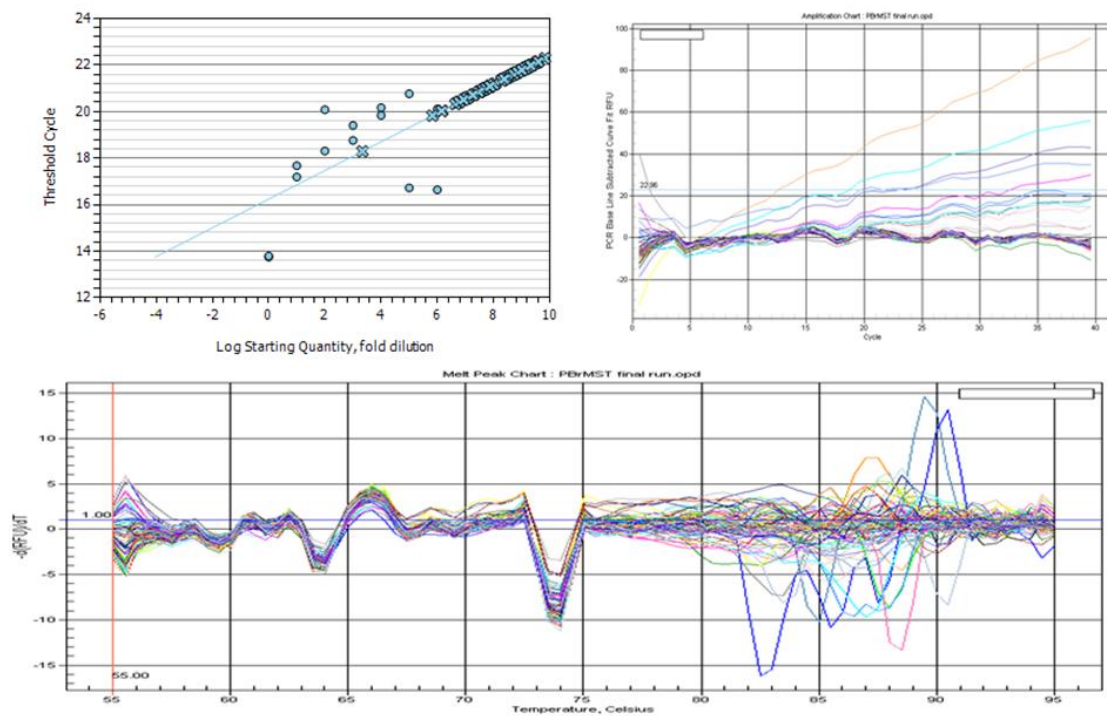 24
22
20
18
16
14
12
Threshold Cycle
-6 -4 -2 0 2 4 6 8 10
Log Starting Quantity, fold dilution
Amplification Chart : PBrMST final run.opd
100
80
60
40
20
0
-20
22.96
PCR Base Line Subtracted Curve Fit RFU
0 5 10 15 20 25 30 35 40
Cycle
Melt Peak Chart : PBrMST final run.opd
15
10
5
0
-5
-10
-15
1.00
-d(RFU)/dT
55.00
55 60 65 70 75 80 85 90 95
Temperature, Celsius